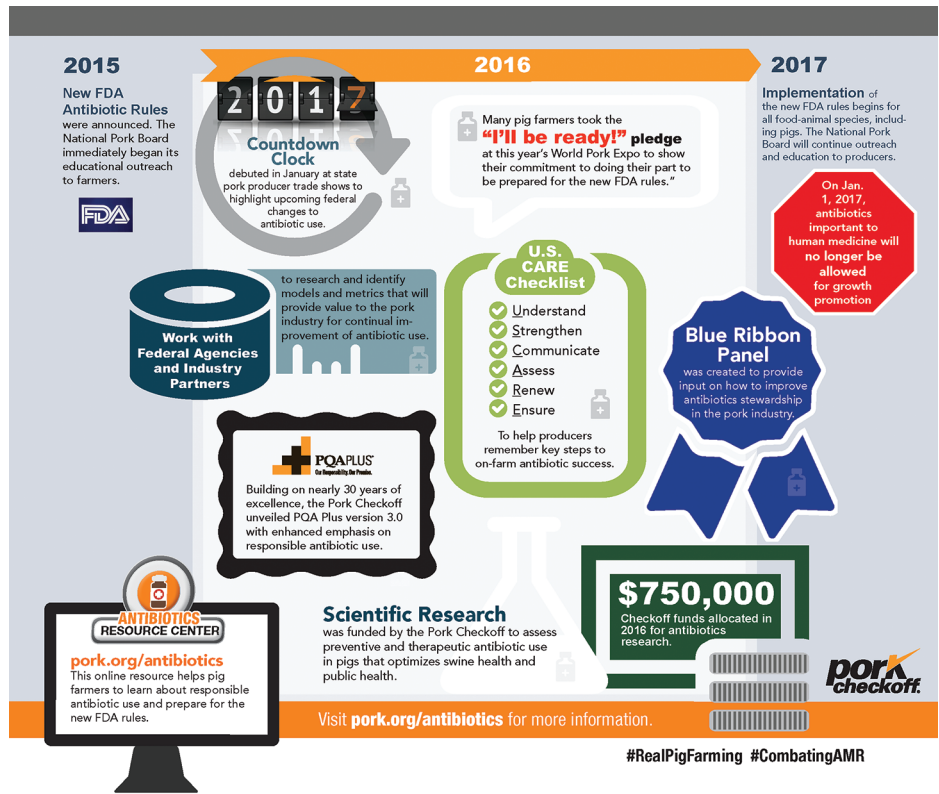 2015
New FDA
Antibiotic Rules
were announced. The
National Pork Board
immediately began its
educational outreach
to farmers.
FDA
2016
2017
Countdown
Clock
debuted in January at state
pork producer trade shows to
highlight upcoming federal
changes to
antibiotic use.
Many pig farmers took the
“I’ll be ready!” pledge
at this year’s World Pork Expo to show
their commitment to doing their part to
be prepared for the new FDA rules.”
2017
Implementation of
the new FDA rules begins for
all food-animal species, includ-
ing pigs. The National Pork
Board will continue outreach
and education to producers.
On Jan.
1, 2017,
antibiotics
important to
human medicine will
no longer be
allowed
for growth
promotion
Work with
Federal Agencies
and Industry
Partners
to research and identify
models and metrics that will
provide value to the pork
industry for continual im-
provement of antibiotic use.
U.S.
CARE
Checklist
Understand
Strengthen
Communicate
Assess
Renew
Ensure
To help producers
remember key steps to
on-farm antibiotic success.
Blue Ribbon
Panel
was created to provide
input on how to improve
antibiotics stewardship
in the pork industry.
PQAPLUS
Our Responsibility. Our Promise.
Building on nearly 30 years of
excellence, the Pork Checkoff
unveiled PQA Plus version 3.0
with enhanced emphasis on
responsible antibiotic use.
ANTIBIOTICS
RESOURCE CENTER
pork.org/antibiotics
This online resource helps pig
farmers to learn about responsible
antibiotic use and prepare for the
new FDA rules.
Scientific Research
was funded by the Pork Checkoff to assess
preventive and therapeutic antibiotic use
in pigs that optimizes swine health and
public health.
$750,000
Checkoff funds allocated in
2016 for antibiotics
research.
pork
checkoff.
Visit pork.org/antibiotics for more information.
#RealPigFarming #CombatingAMR